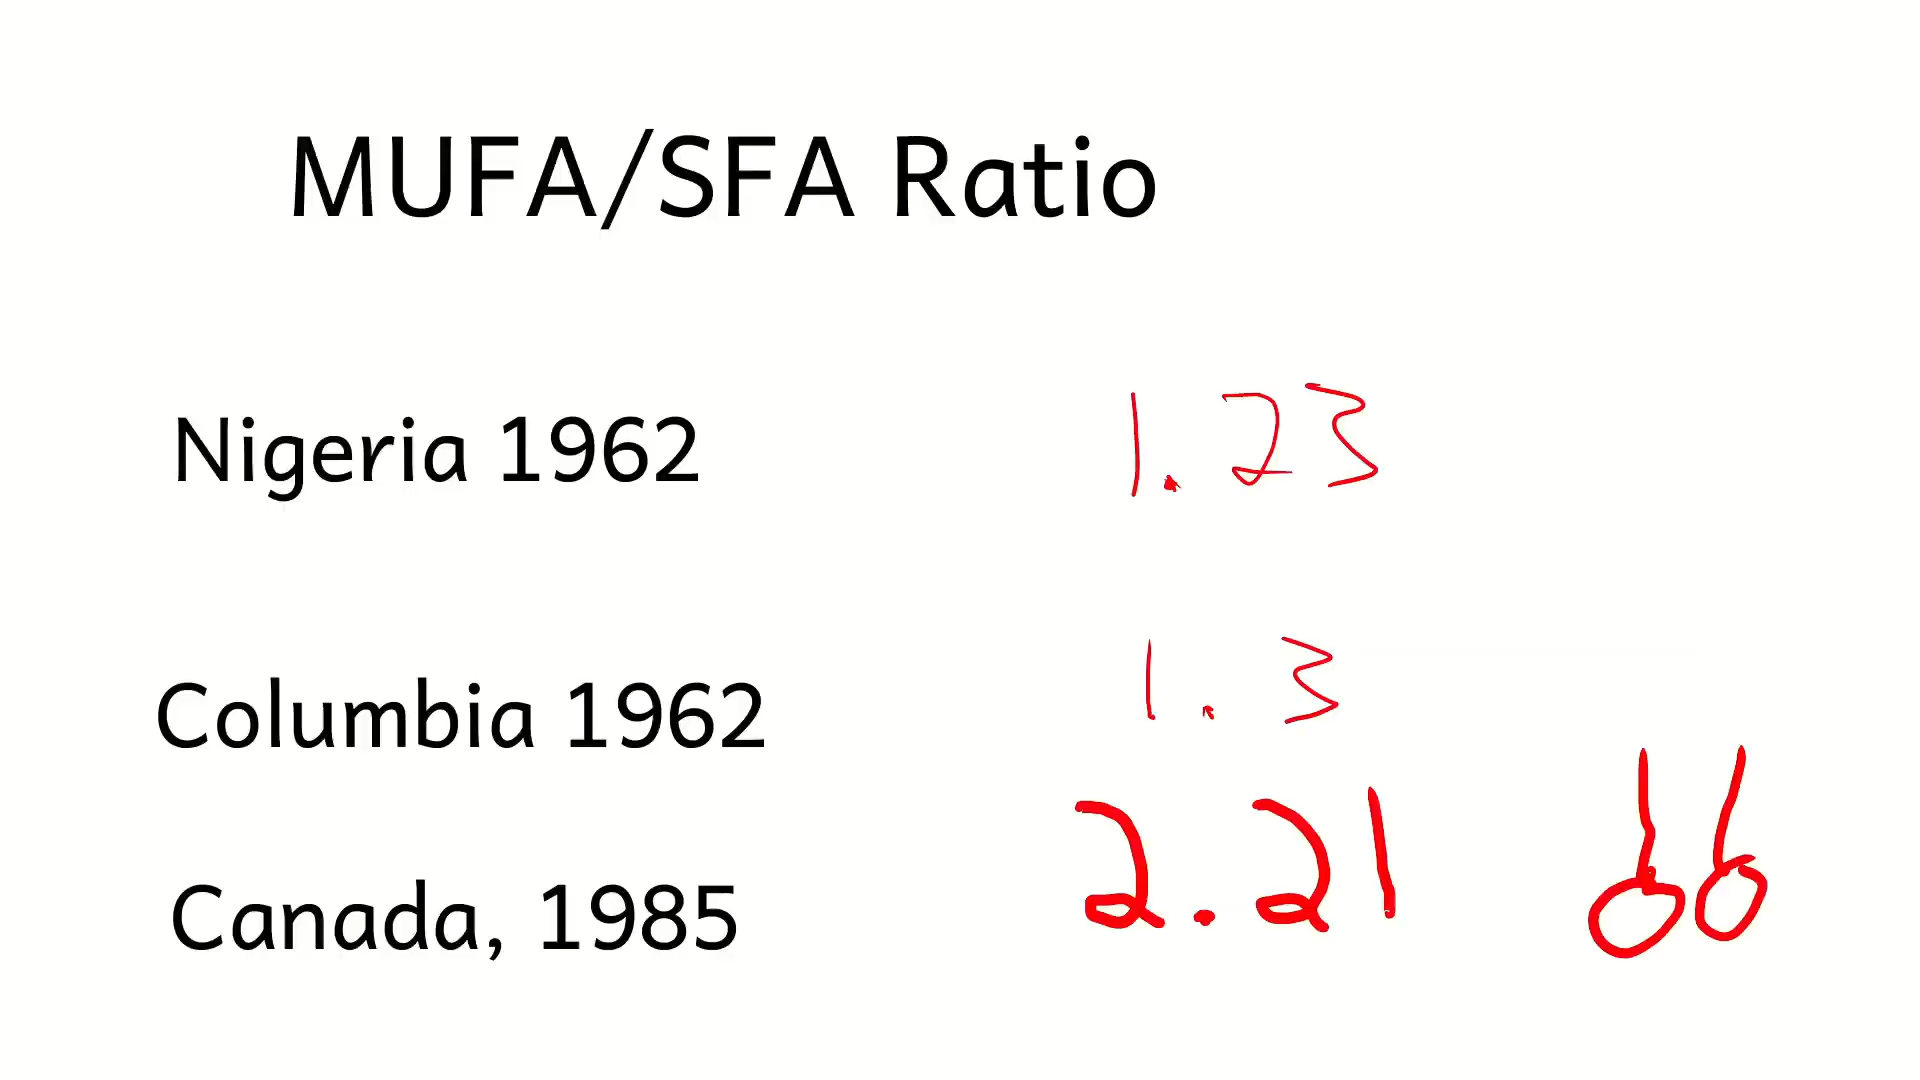 MUFA/SFA Ratio
Nigeria 1962 1.23
Columbia 1962 1.3
Canada, 1985 2.21